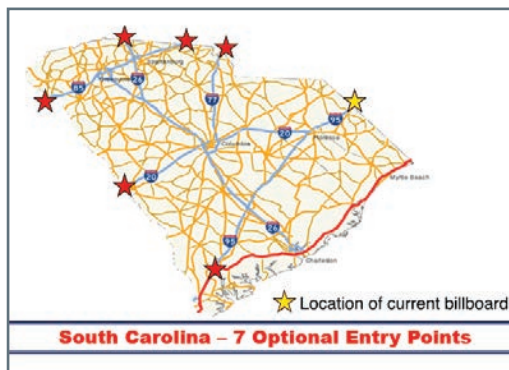 Spartanburg
26
85
77
95
20
Florence
Columbia
20
Myrtle Beach
26
95
Charleston
Location of current billboard
South Carolina – 7 Optional Entry Points